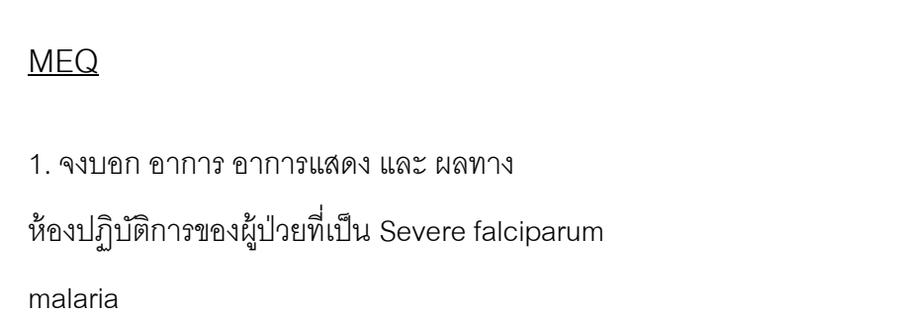 MEQ
1. จงบอก อาการ อาการแสดง และ ผลทาง
ห้องปฏิบัติการของผู้ป่วยที่เป็น Severe falciparum
malaria